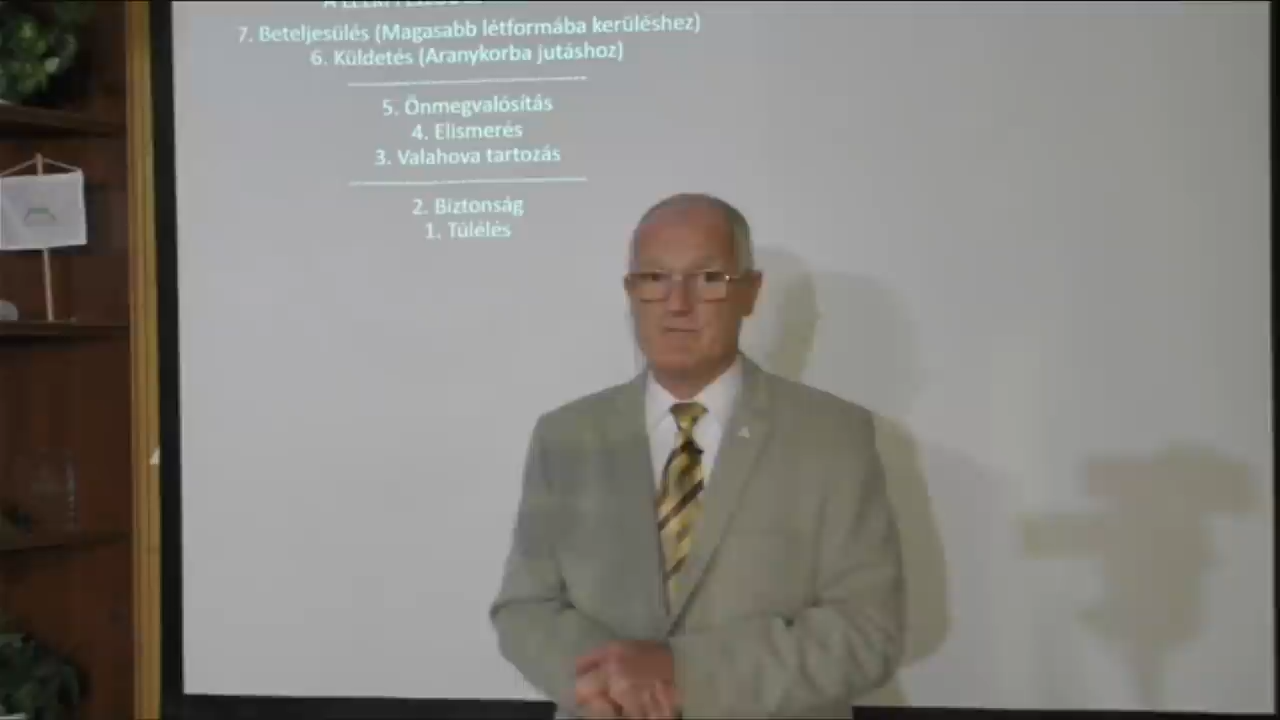 7. Beteljesülés (Magasabb létformába kerüléshez)
6. Küldetés (Aranykorba jutáshoz)
5. Önmegvalósítás
4. Elismerés
3. Valahova tartozás
2. Biztonság
1. Túlélés